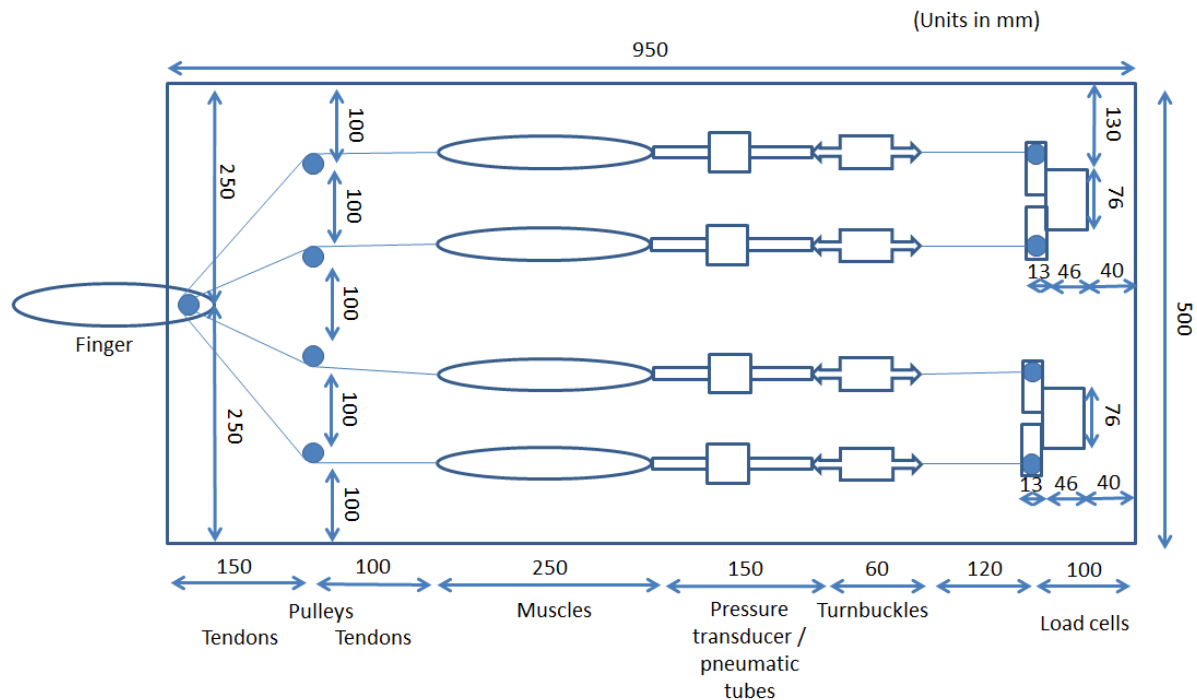 (Units in mm)
950
100
130
250
100
76
13 46 40
100
500
Finger
250
100
76
13 46 40
100
150 100 250 150 60 120 100
Pulleys Muscles Pressure Turnbuckles
Tendons Tendons transducer / Load cells
pneumatic
tubes